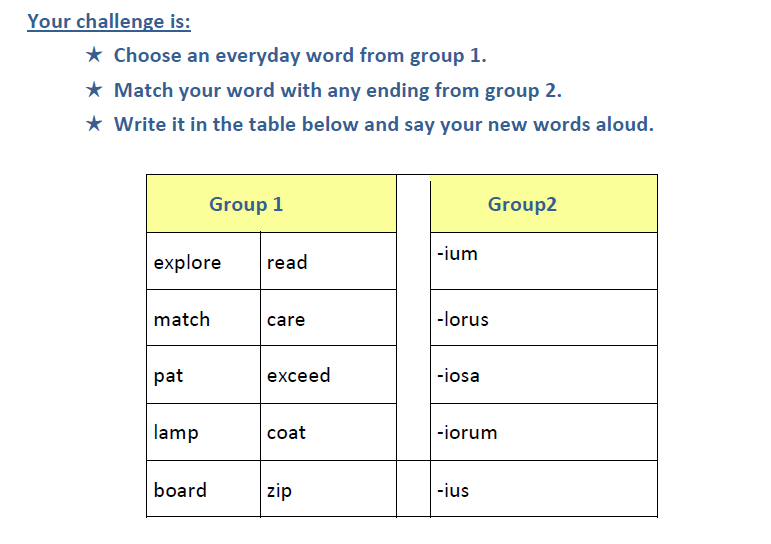 Your challenge is:
★ Choose an everyday word from group 1.
★ Match your word with any ending from group 2.
★ Write it in the table below and say your new words aloud.
Group 1 Group2
explore read -ium
match care -lorus
pat exceed -iosa
lamp coat -iorum
board zip -ius